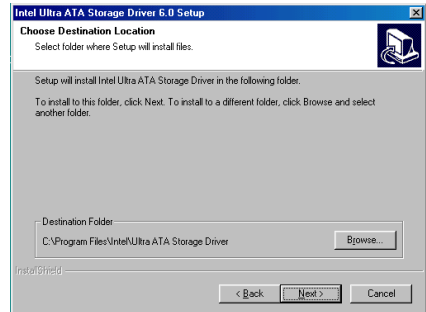 Intel Ultra ATA Storage Driver 6.0 Setup
Choose Destination Location
Select folder where Setup will install files.
Setup will install Intel Ultra ATA Storage Driver in the following folder.
To install to this folder, click Next. To install to a different folder, click Browse and select
another folder.
Destination Folder
C:\Program Files\Intel\Ultra ATA Storage Driver
Browse...
InstallShield
< Back
Next >
Cancel